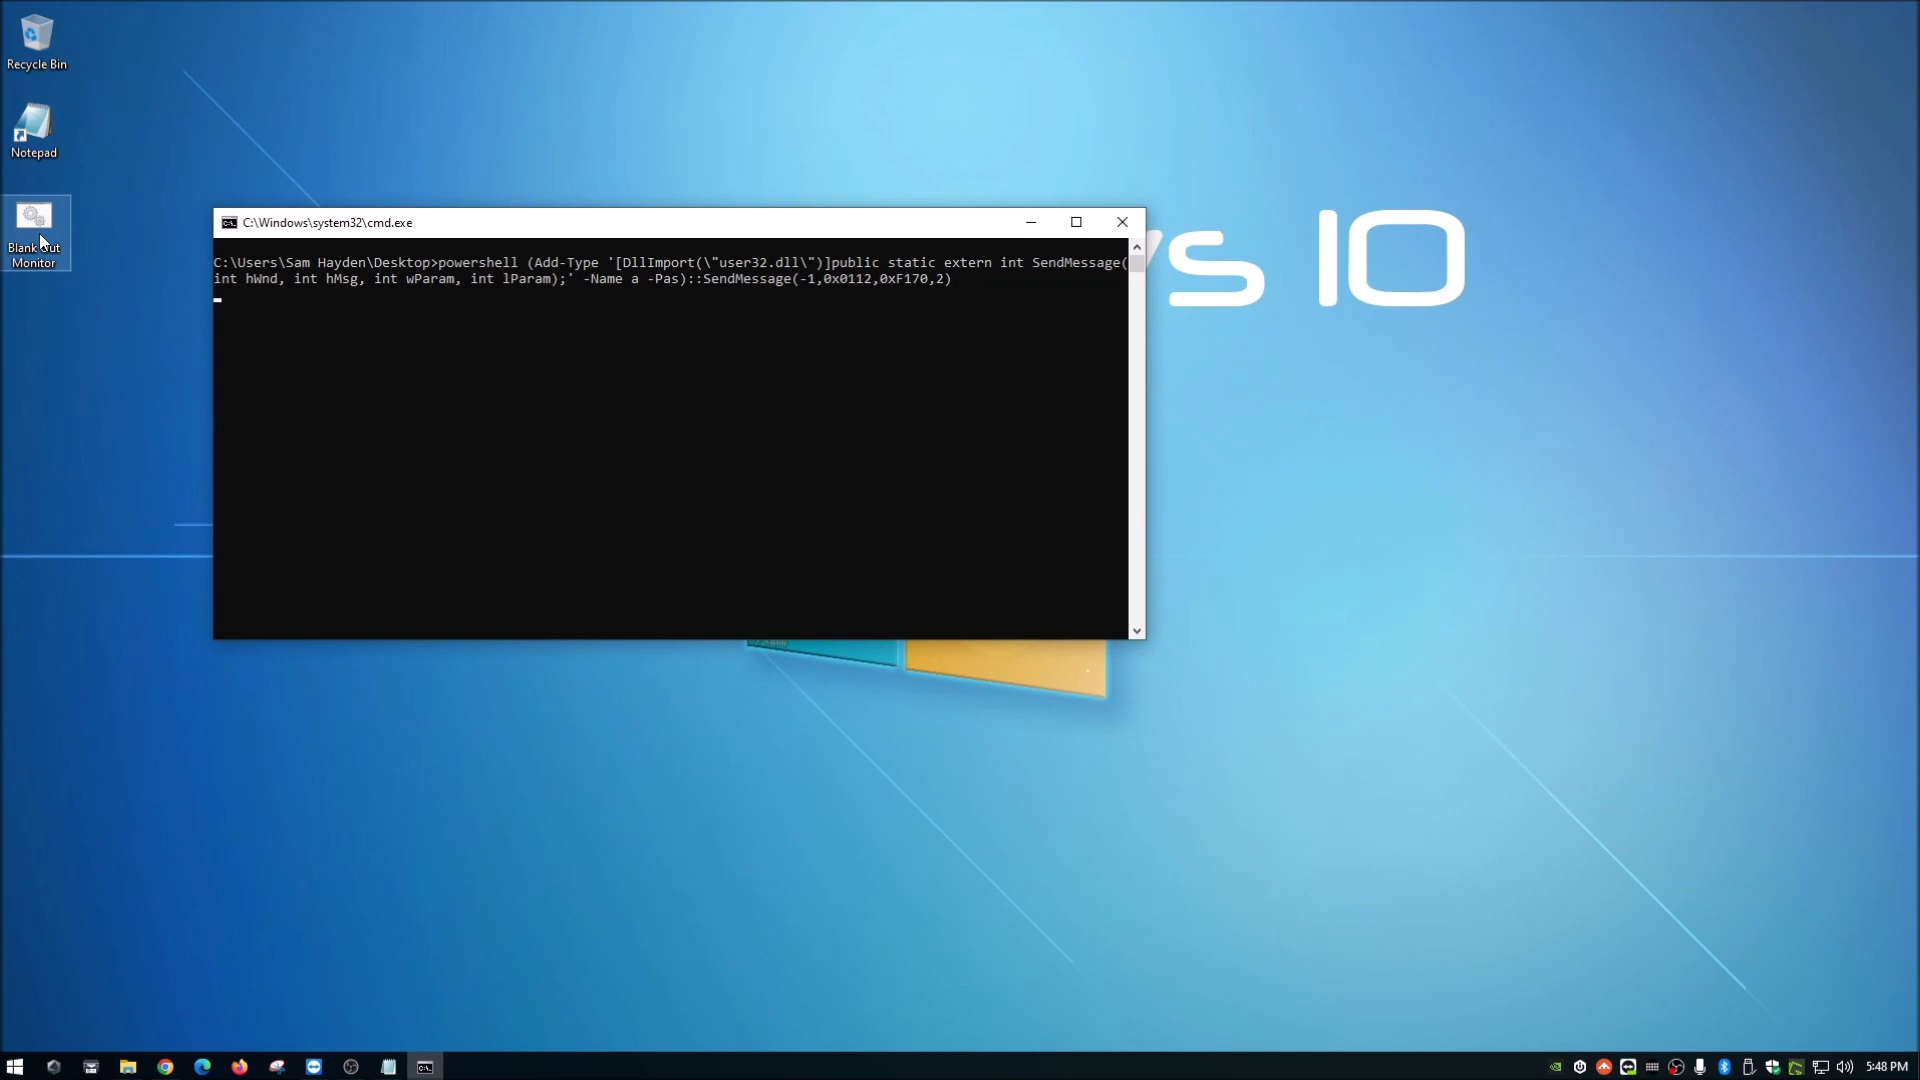 Recycle Bin
Notepad
Monitor
C:\Windows\system32\cmd.exe
C:\Users\Sam Hayden\Desktop>powershell (Add-Type '[DllImport(\"user32.dll\")]public static extern int SendMessage(
int hWnd, int hMsg, int wParam, int lParam);' -Name a -Pas)::SendMessage(-1,0x0112,0xF170,2)
ws 10
5:48 PM